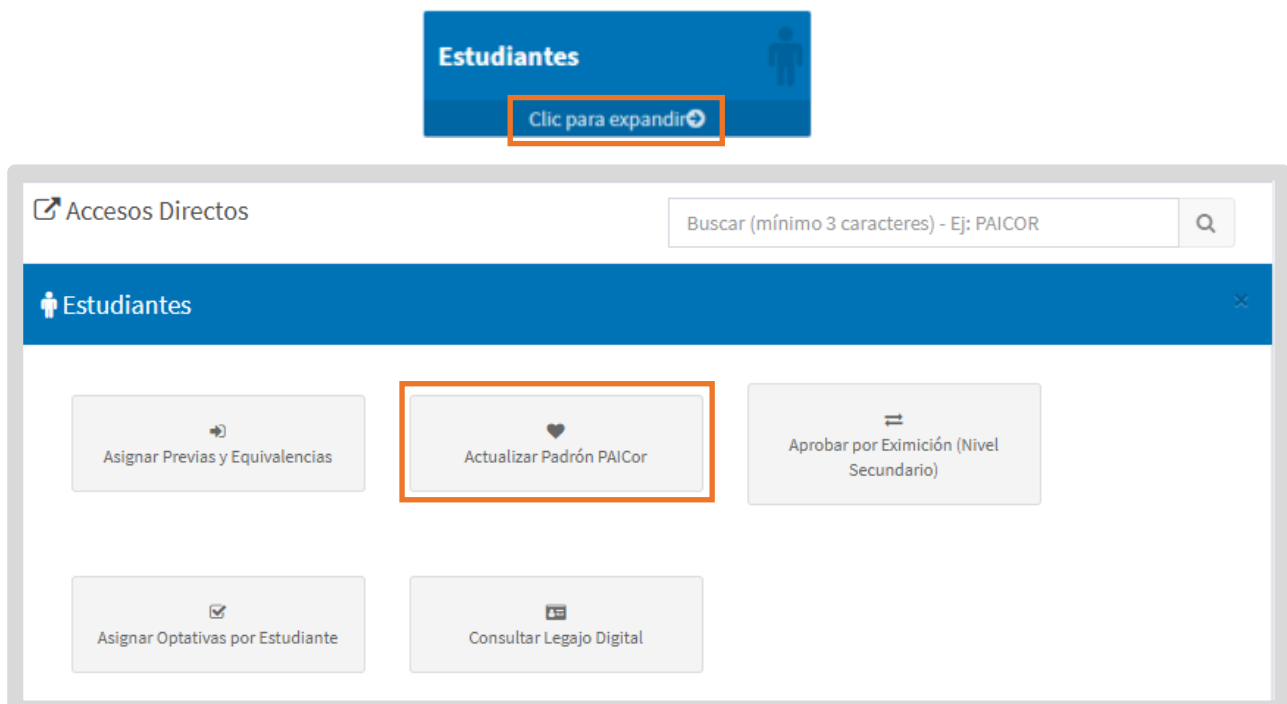 Estudiantes
Clic para expandir
Accesos Directos
Buscar (mínimo 3 caracteres) - Ej: PAICOR
Estudiantes
×
Asignar Previas y Equivalencias
Actualizar Padrón PAICor
Aprobar por Eximición (Nivel
Secundario)
Asignar Optativas por Estudiante
Consultar Legajo Digital